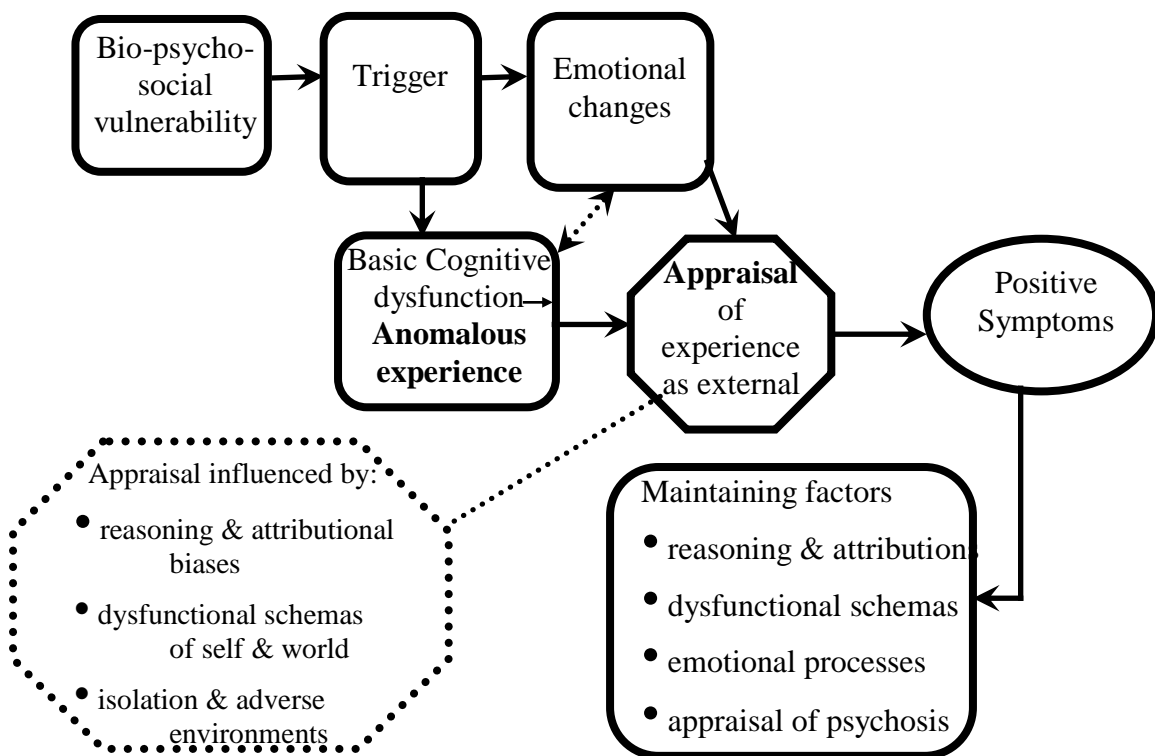 Bio-psycho-
social
vulnerability
Trigger
Emotional
changes
Basic Cognitive
dysfunction
Anomalous
experience
Appraisal
of
experience
as external
Positive
Symptoms
Appraisal influenced by:
• reasoning & attributional
biases
• dysfunctional schemas
of self & world
• isolation & adverse
environments
Maintaining factors
• reasoning & attributions
• dysfunctional schemas
• emotional processes
• appraisal of psychosis